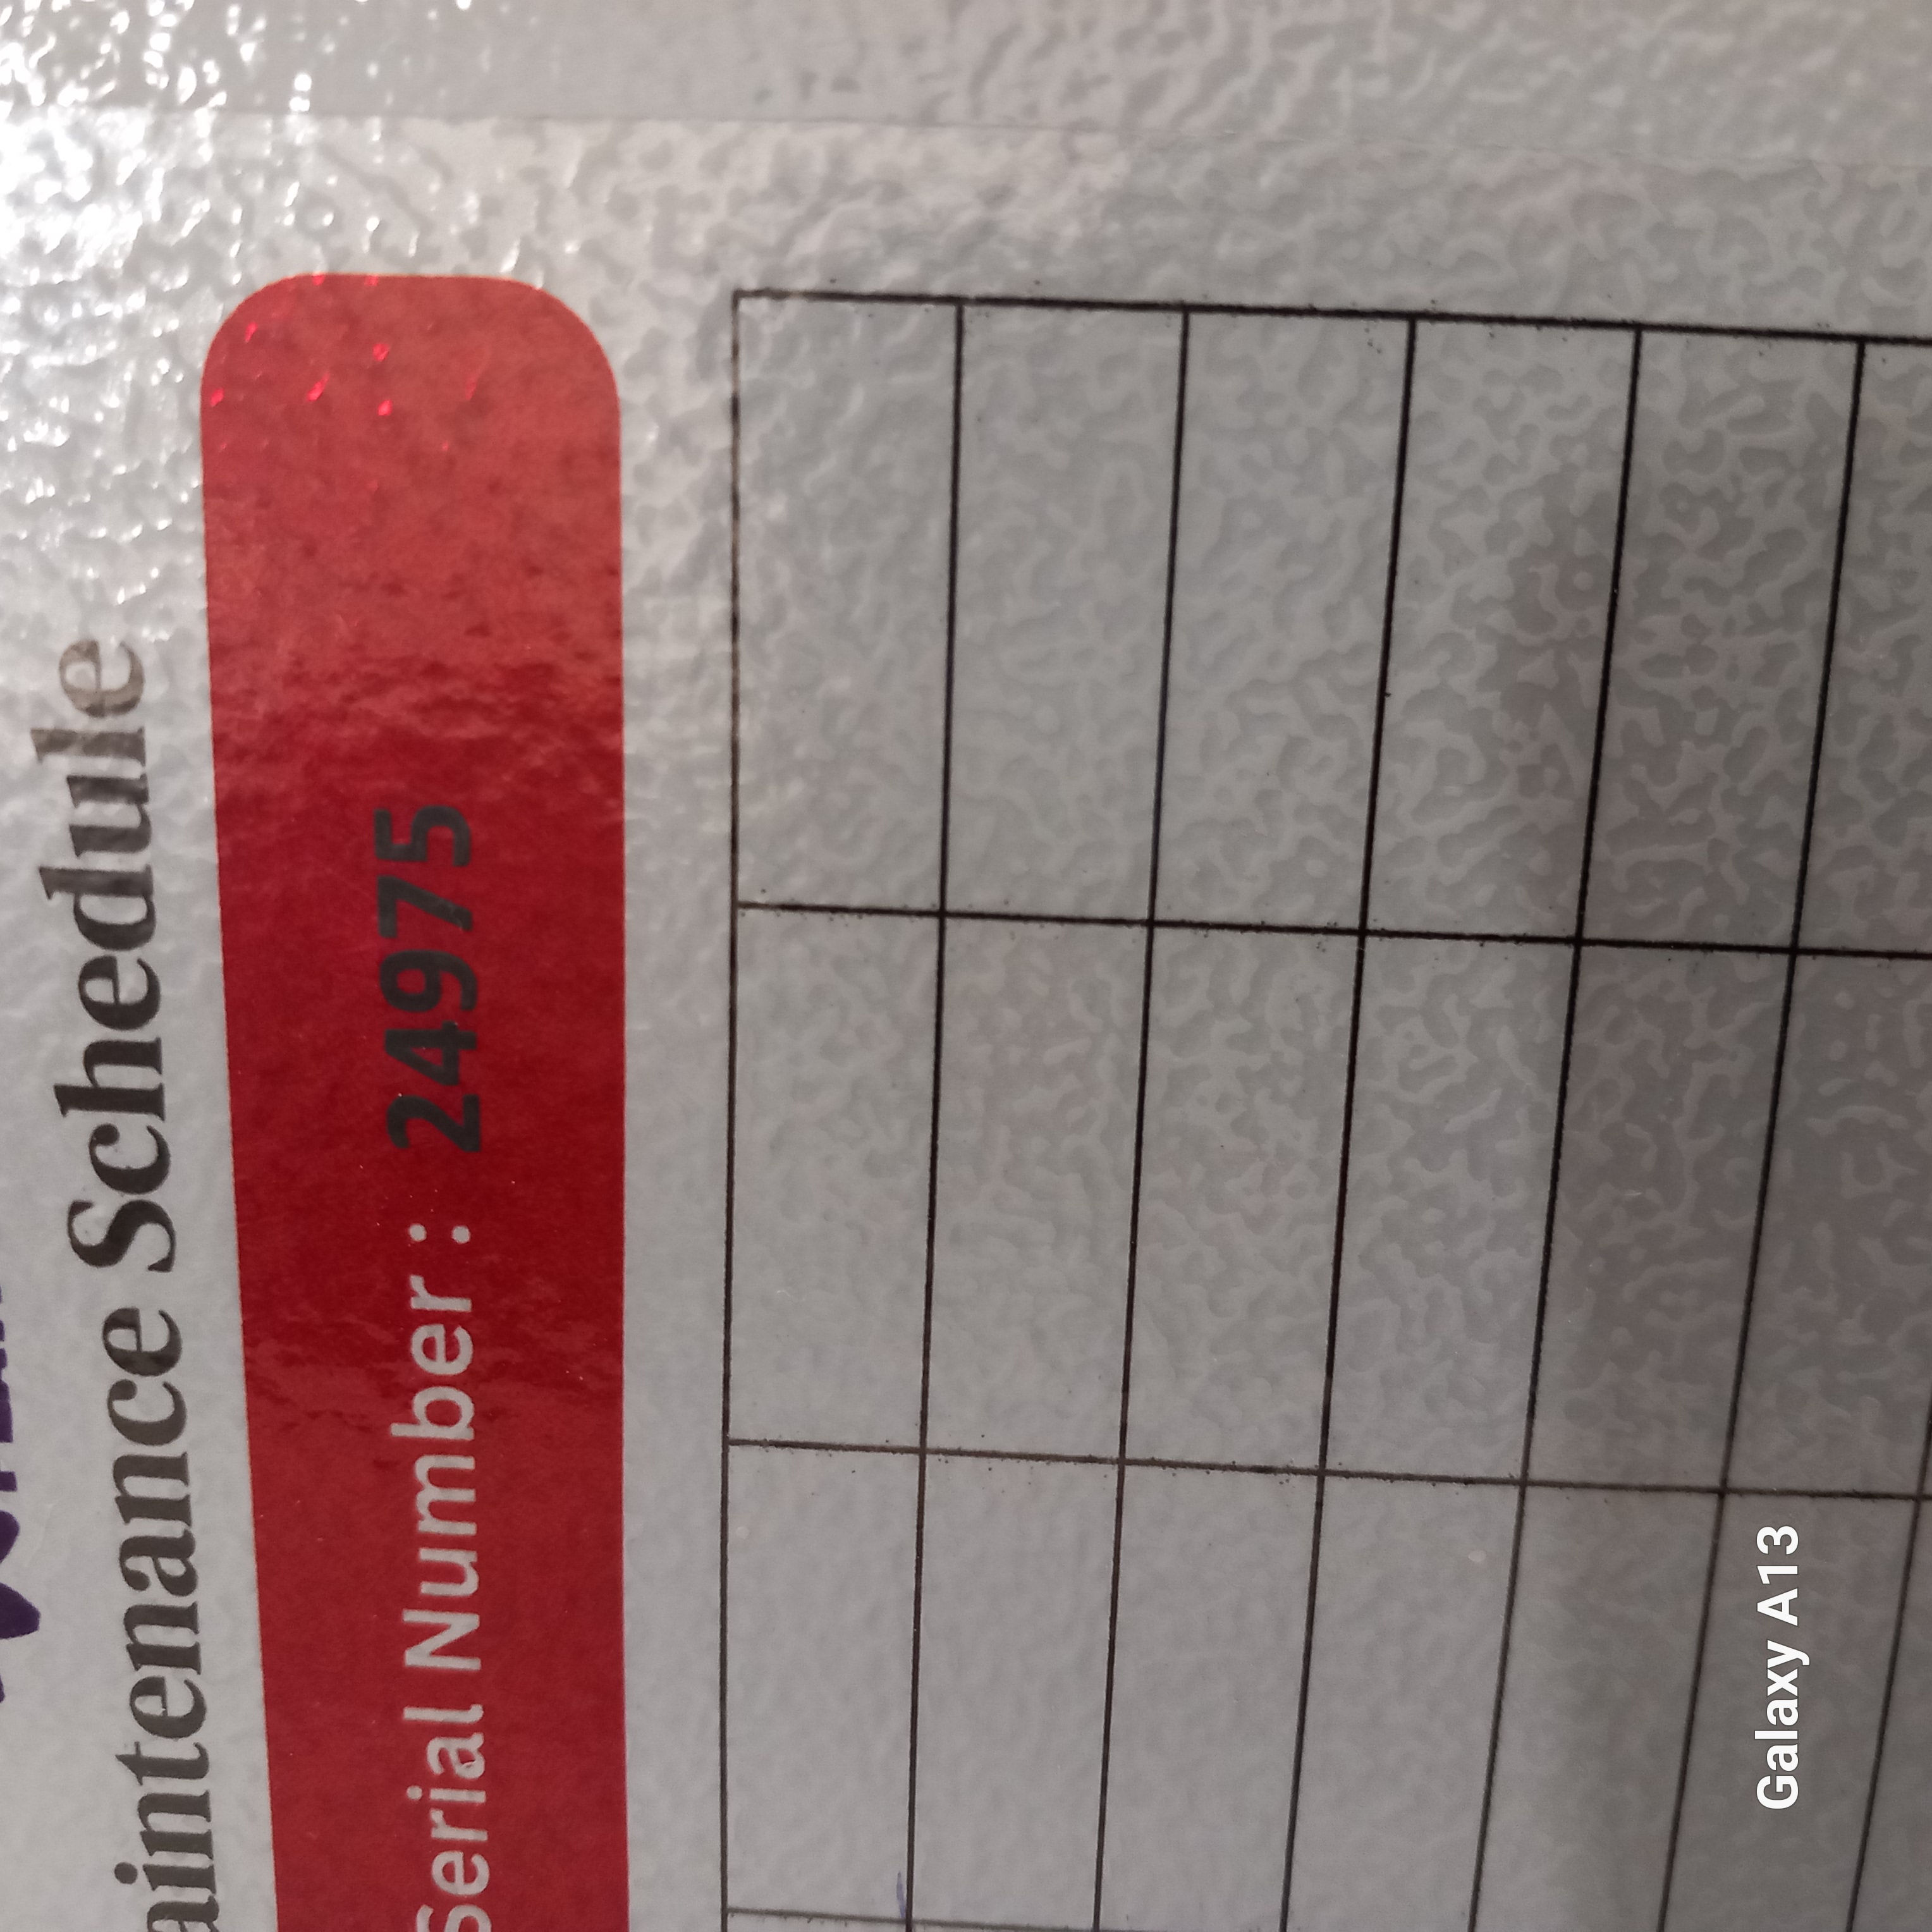 aintenance Schedule
Serial Number : 24975
Galaxy A13